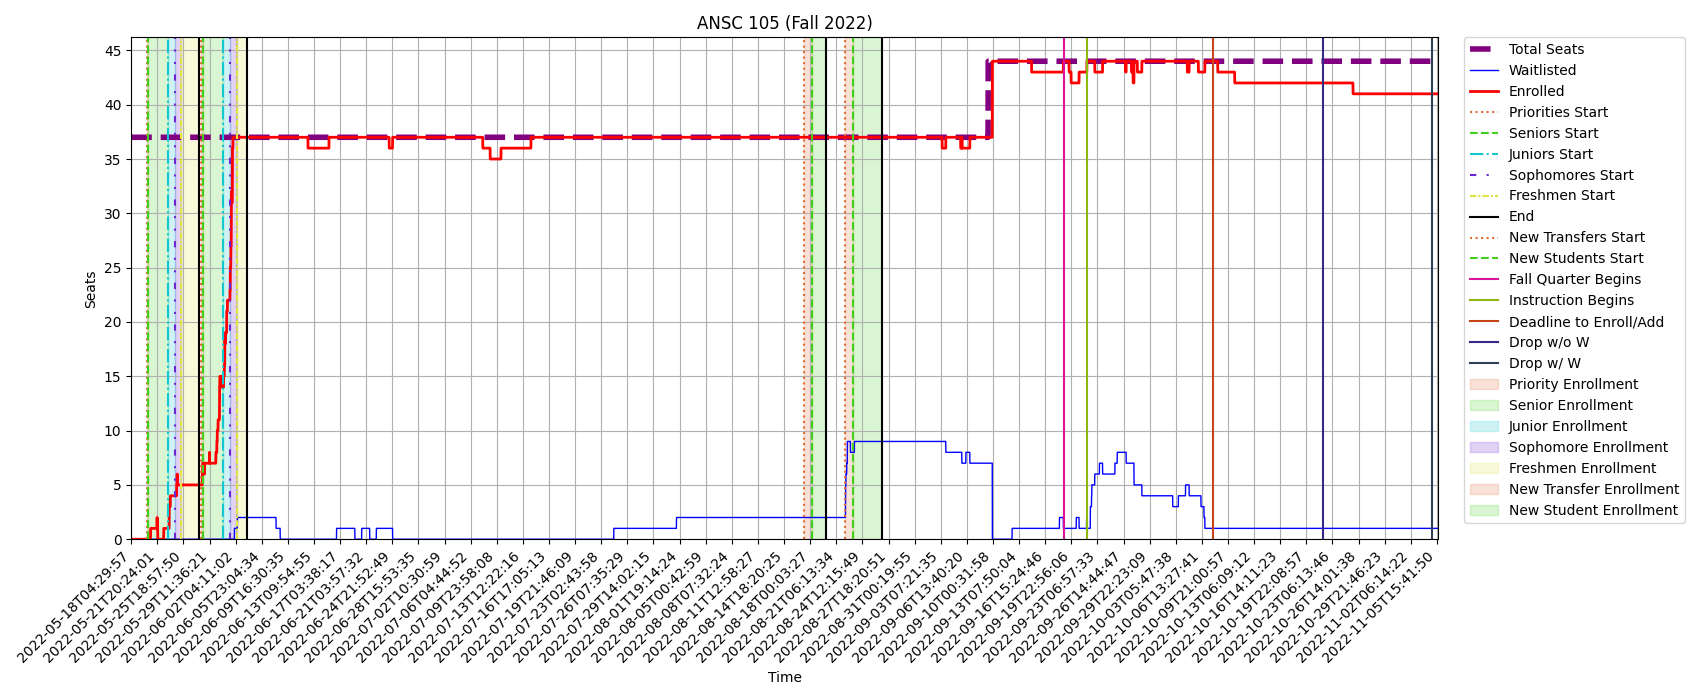 ANSC 105 (Fall 2022)
Seats
45
40
35
30
25
20
15
10
5
0
2022-05-18T04:29:57
2022-05-21T20:24:01
2022-05-25T18:57:50
2022-05-29T11:36:21
2022-06-02T04:11:02
2022-06-05T23:04:34
2022-06-09T16:30:35
2022-06-13T09:54:55
2022-06-17T03:38:17
2022-06-21T03:57:32
2022-06-24T21:52:49
2022-06-28T15:53:35
2022-07-02T10:30:59
2022-07-06T04:44:52
2022-07-09T23:58:08
2022-07-13T12:22:16
2022-07-16T17:05:13
2022-07-19T21:46:09
2022-07-23T02:43:58
2022-07-26T07:35:29
2022-07-29T14:02:15
2022-08-01T19:14:24
2022-08-05T00:42:59
2022-08-08T07:32:24
2022-08-11T12:58:27
2022-08-14T18:20:25
2022-08-18T00:03:27
2022-08-21T06:13:34
2022-08-24T12:15:49
2022-08-27T18:20:51
2022-08-31T00:19:55
2022-09-03T07:21:35
2022-09-06T13:40:20
2022-09-10T00:31:58
2022-09-13T07:50:04
2022-09-16T15:24:46
2022-09-19T22:56:06
2022-09-23T06:57:33
2022-09-26T14:44:47
2022-09-29T22:23:09
2022-10-03T05:47:38
2022-10-06T13:27:41
2022-10-09T21:00:57
2022-10-13T06:09:12
2022-10-16T14:11:23
2022-10-19T22:08:57
2022-10-23T06:13:46
2022-10-26T14:01:38
2022-10-29T21:46:23
2022-11-02T06:14:22
2022-11-05T15:41:50
Time
Total Seats
Waitlisted
Enrolled
Priorities Start
Seniors Start
Juniors Start
Sophomores Start
Freshmen Start
End
New Transfers Start
New Students Start
Fall Quarter Begins
Instruction Begins
Deadline to Enroll/Add
Drop w/o W
Drop w/ W
Priority Enrollment
Senior Enrollment
Junior Enrollment
Sophomore Enrollment
Freshmen Enrollment
New Transfer Enrollment
New Student Enrollment